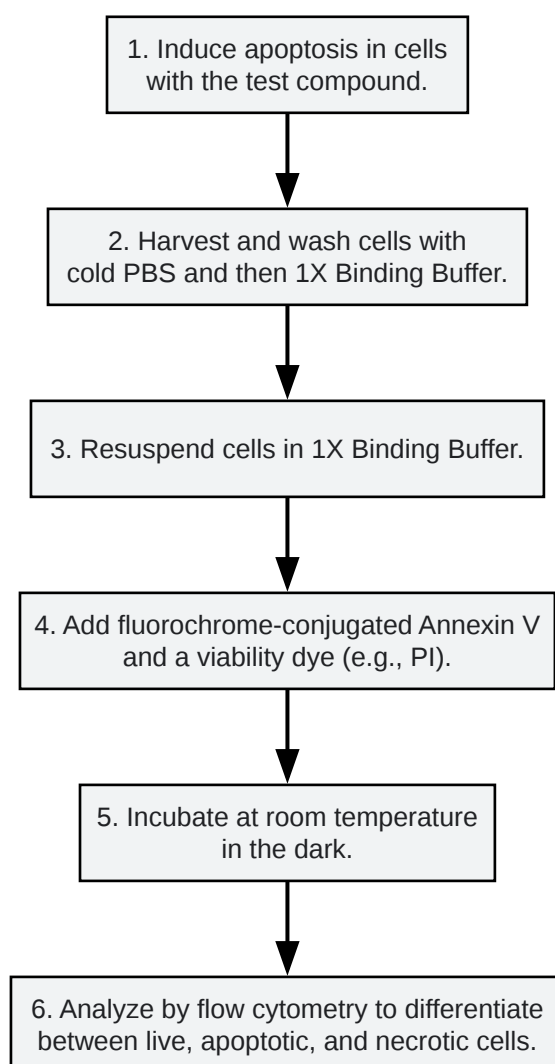 1. Induce apoptosis in cells
with the test compound.
2. Harvest and wash cells with
cold PBS and then 1X Binding Buffer.
3. Resuspend cells in 1X Binding Buffer.
4. Add fluorochrome-conjugated Annexin V
and a viability dye (e.g., PI).
5. Incubate at room temperature
in the dark.
6. Analyze by flow cytometry to differentiate
between live, apoptotic, and necrotic cells.